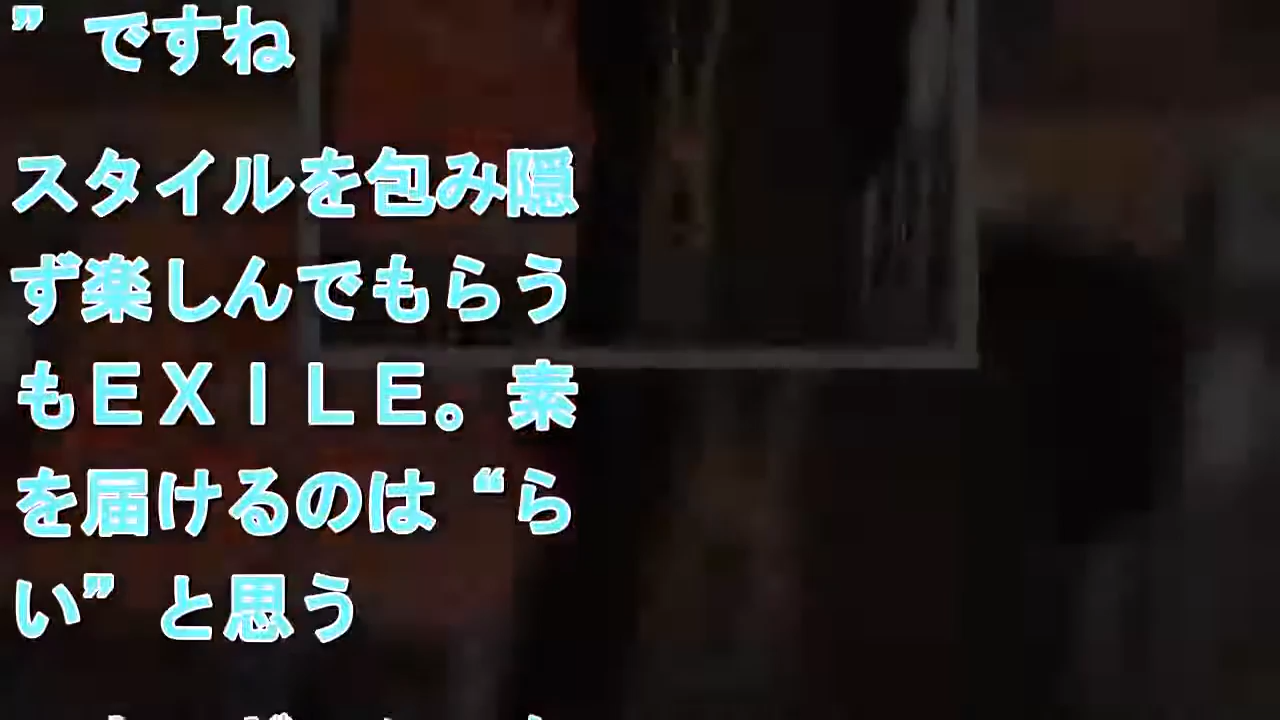 ”ですね
スタイルを包み隠
ず楽しんでもらう
もＥＸＩＬＥ。素
を届けるのは“ら
い”と思う